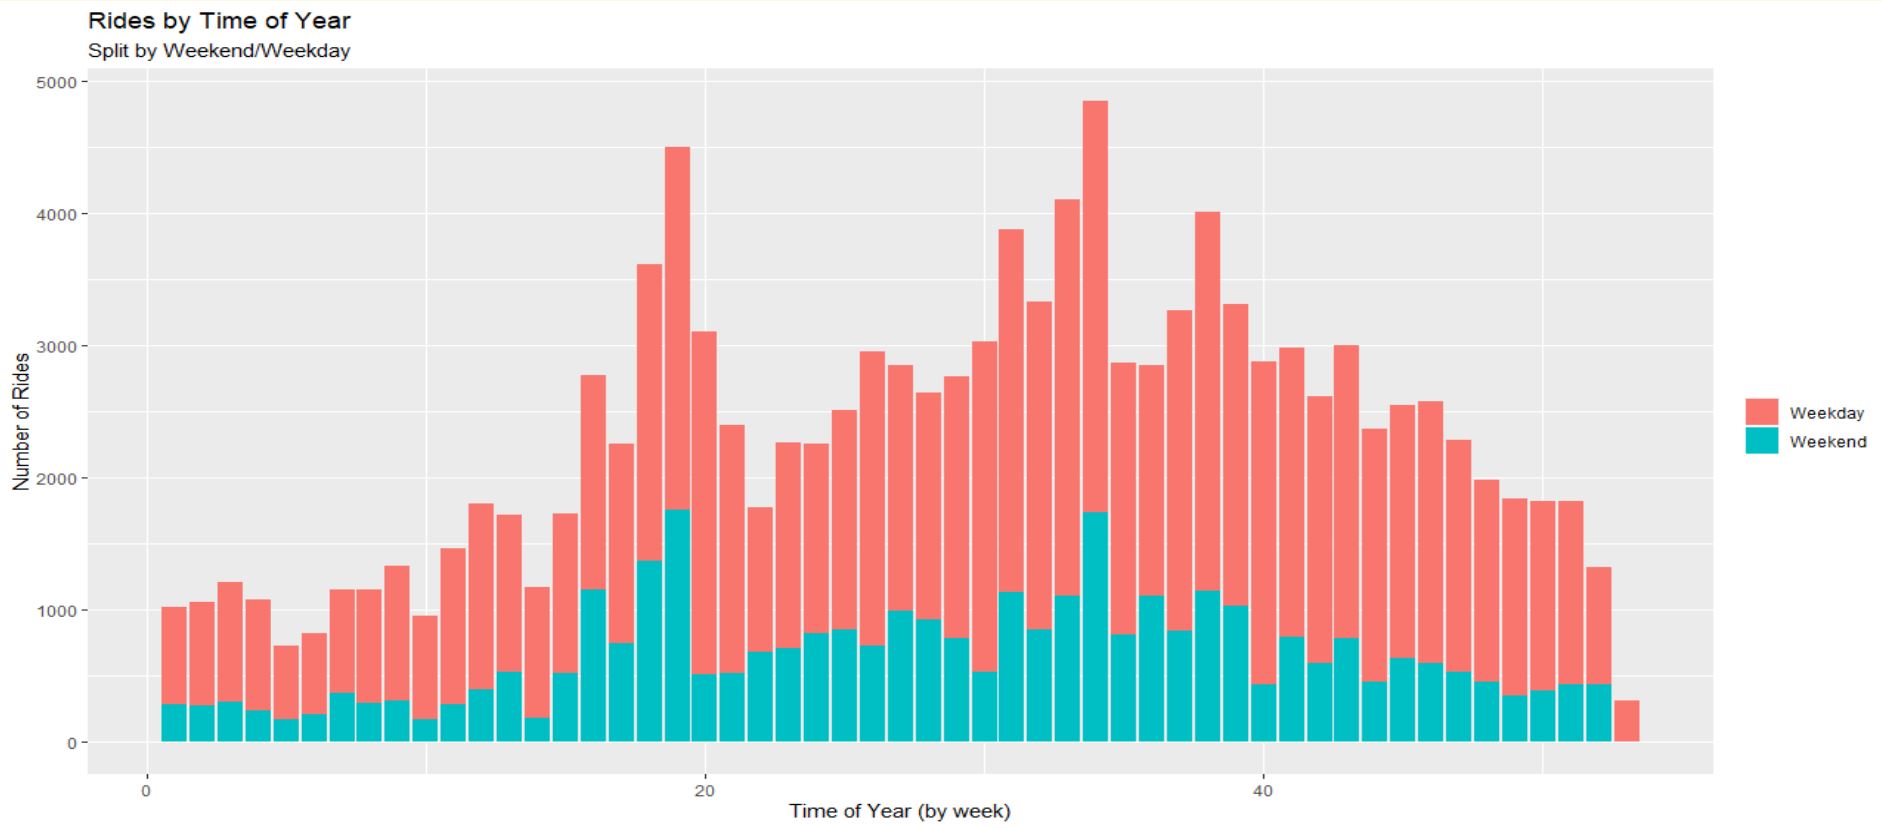 Rides by Time of Year
Split by Weekend/Weekday
5000
4000
3000
2000
1000
0
Number of Rides
0 20 40
Time of Year (by week)
Weekday
Weekend